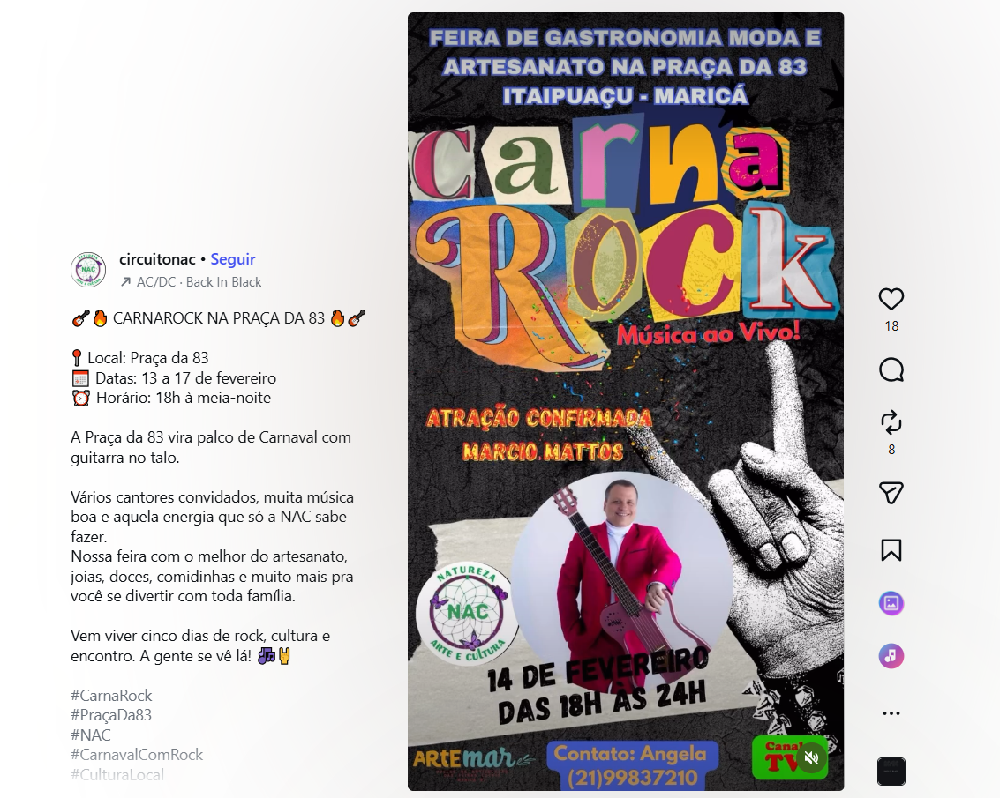 FEIRA DE GASTRONOMIA MODA E
ARTESANATO NA PRAÇA DA 83
ITAIPUAÇU - MARICÁ
carna
Rock
Música ao Vivo!
ATRAÇÃO CONFIRMADA
MARCIO MATTOS
NATUREZA
NAC
ARTE E CULTURA
14 DE FEVEREIRO
DAS 18H ÀS 24H
ARTEmar
Contato: Angela
(21)99837210
Canal
TV
circuitonac • Seguir
AC/DC · Back In Black
🎸🔥 CARNAROCK NA PRAÇA DA 83 🔥🎸
📍 Local: Praça da 83
📅 Datas: 13 a 17 de fevereiro
⏰ Horário: 18h à meia-noite
A Praça da 83 vira palco de Carnaval com
guitarra no talo.
Vários cantores convidados, muita música
boa e aquela energia que só a NAC sabe
fazer.
Nossa feira com o melhor do artesanato,
joias, doces, comidinhas e muito mais pra
você se divertir com toda família.
Vem viver cinco dias de rock, cultura e
encontro. A gente se vê lá! 🎶🤘
#CarnaRock
#PraçaDa83
#NAC
#CarnavalComRock
#CulturaLocal
18
8